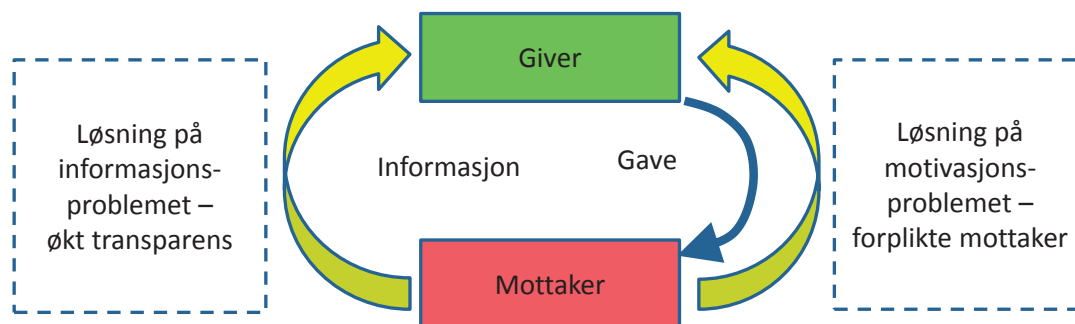 Giver
Løsning på
informasjons-
problemet –
økt transparens
Informasjon
Gave
Løsning på
motivasjons-
problemet –
forplikte mottaker
Mottaker